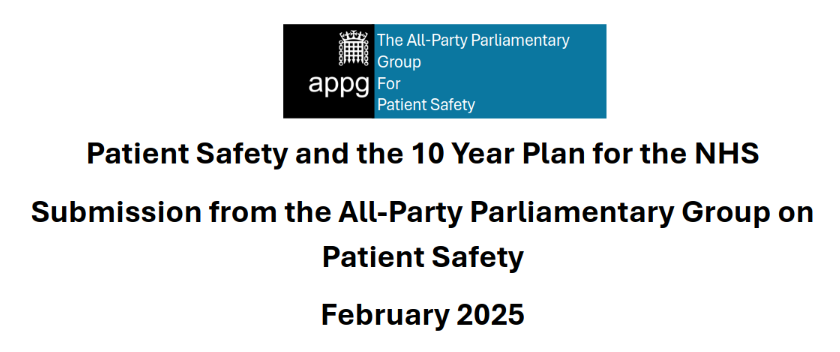 The All-Party Parliamentary
Group
appg For
Patient Safety
Patient Safety and the 10 Year Plan for the NHS
Submission from the All-Party Parliamentary Group on
Patient Safety
February 2025